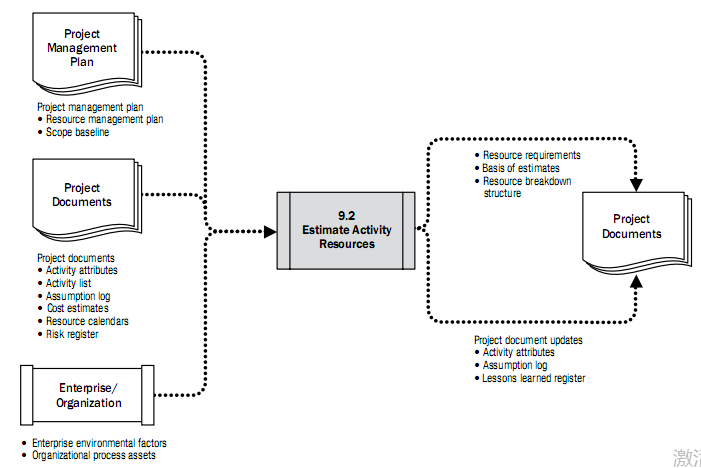 Project
Management
Plan
Project management plan
• Resource management plan
• Scope baseline
Project
Documents
Project documents
• Activity attributes
• Activity list
• Assumption log
• Cost estimates
• Resource calendars
• Risk register
Enterprise/
Organization
• Enterprise environmental factors
• Organizational process assets
9.2
Estimate Activity
Resources
• Resource requirements
• Basis of estimates
• Resource breakdown
structure
Project
Documents
Project document updates
• Activity attributes
• Assumption log
• Lessons learned register